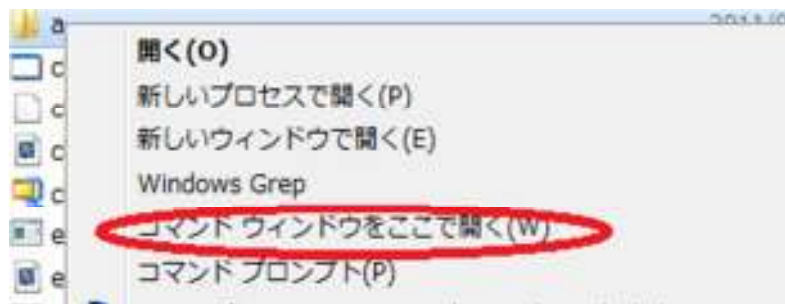 a
開く(O)
新しいプロセスで開く(P)
新しいウィンドウで開く(E)
Windows Grep
コマンド ウィンドウをここで開く(W)
コマンド プロンプト(P)